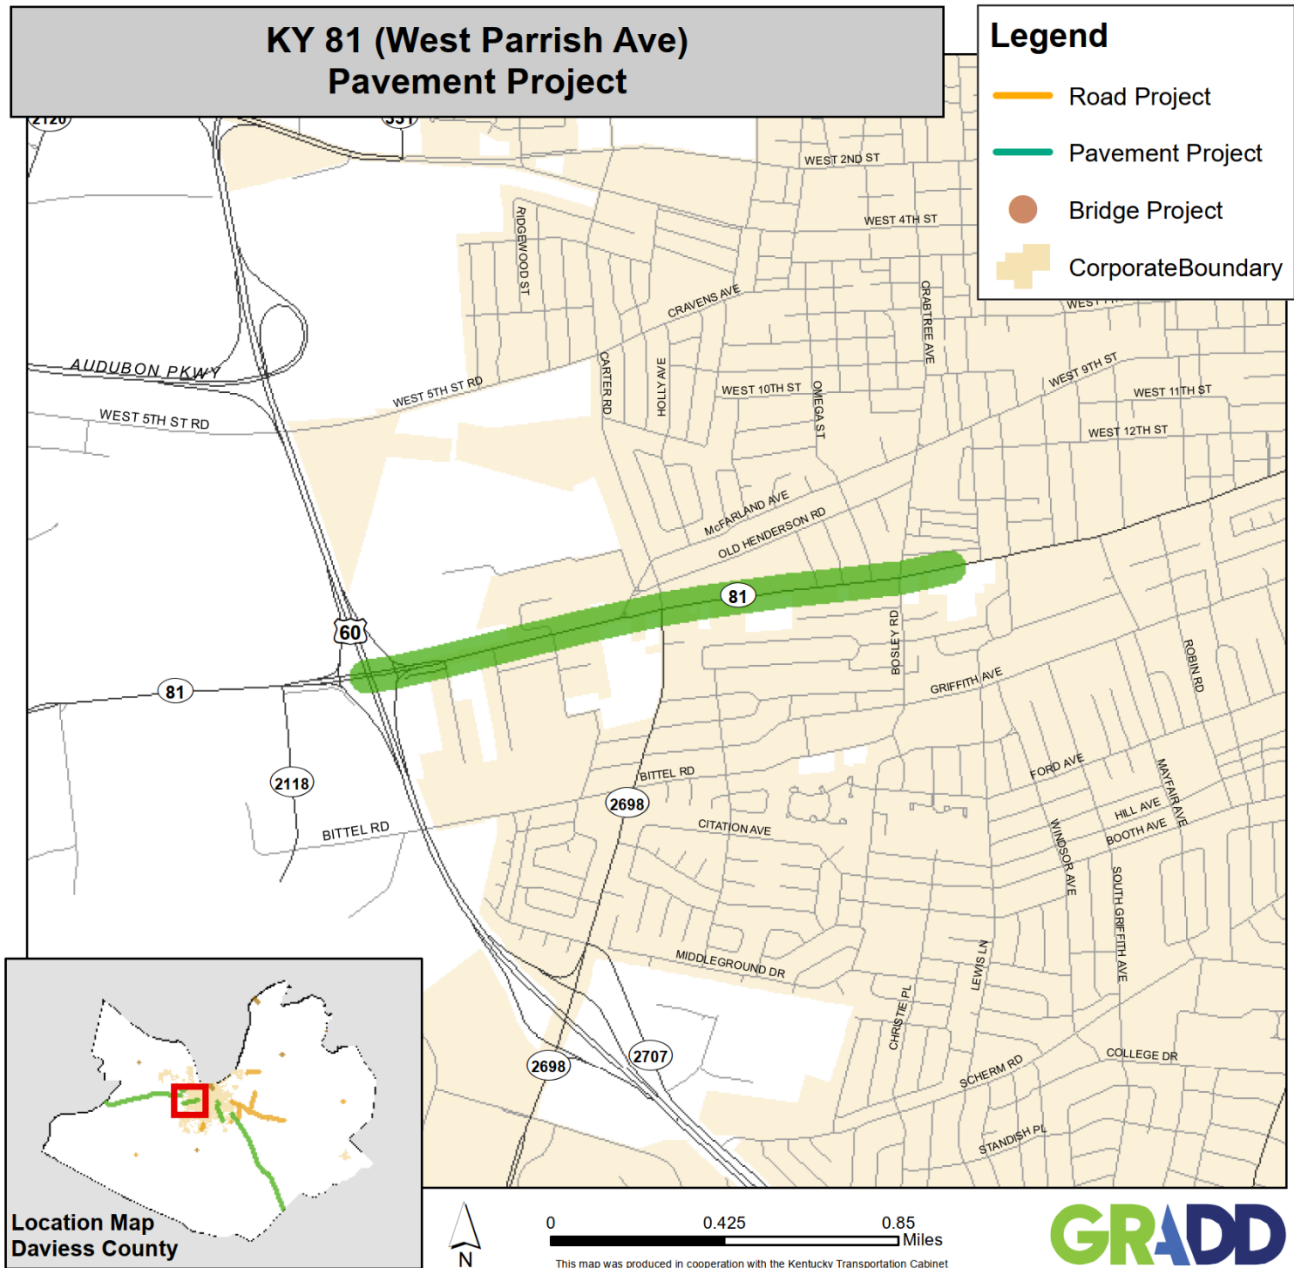 KY 81 (West Parrish Ave)
Pavement Project
Legend
Road Project
Pavement Project
Bridge Project
CorporateBoundary
2120
331
WEST 2ND ST
WEST 4TH ST
RIDGEWOOD ST
CRAVENS AVE
CRABTREE AVE
AUDUBON PKWY
WEST 5TH ST RD
WEST 5TH ST RD
CARTER RD
HOLLY AVE
WEST 10TH ST
OMEGA ST
WEST 9TH ST
WEST 11TH ST
WEST 12TH ST
McFARLAND AVE
OLD HENDERSON RD
81
60
81
BOSLEY RD
GRIFFITH AVE
ROBIN RD
2118
BITTEL RD
BITTEL RD
2698
CITATION AVE
FORD AVE
HILL AVE
BOOTH AVE
MAYFAIR AVE
WINDSOR AVE
SOUTH GRIFFITH AVE
MIDDLEGROUND DR
LEWIS LN
CHRISTIE PL
2698
2707
SCHERM RD
COLLEGE DR
STANDISH PL
Location Map
Daviess County
N
0 0.425 0.85
Miles
This map was produced in cooperation with the Kentucky Transportation Cabinet
GRADD